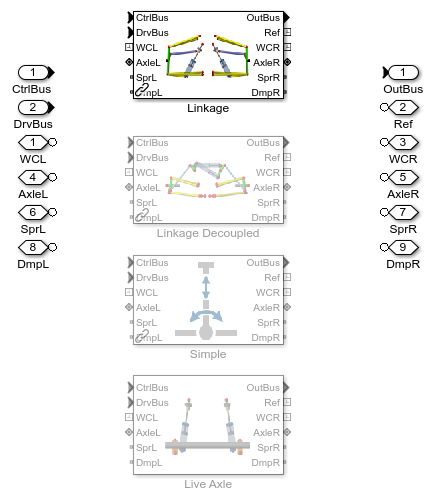 1
CtrlBus
2
DrvBus
1
WCL
4
AxleL
6
SprL
8
DmpL
CtrlBus OutBus
DrvBus Ref
WCL WCR
AxleL AxleR
SprL SprR
DmpL DmpR
Linkage
CtrlBus OutBus
DrvBus Ref
WCL WCR
AxleL AxleR
SprL SprR
DmpL DmpR
Linkage Decoupled
CtrlBus OutBus
DrvBus Ref
WCL WCR
AxleL AxleR
SprL SprR
DmpL DmpR
Simple
CtrlBus OutBus
DrvBus Ref
WCL WCR
AxleL AxleR
SprL SprR
DmpL DmpR
Live Axle
1
OutBus
2
Ref
3
WCR
5
AxleR
7
SprR
9
DmpR